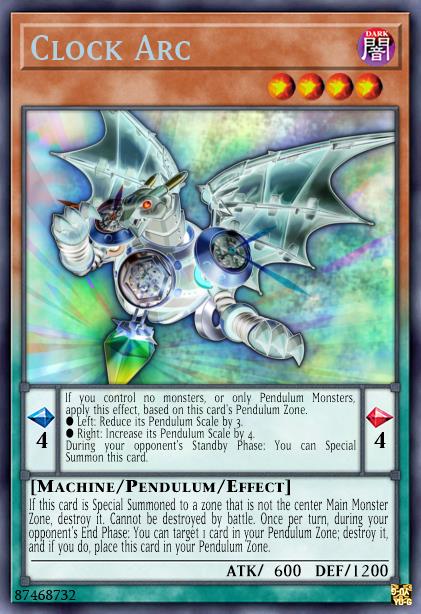 CLOCK ARC
DARK
闇
If you control no monsters, or only Pendulum Monsters,
apply this effect, based on this card's Pendulum Zone.
● Left: Reduce its Pendulum Scale by 3.
● Right: Increase its Pendulum Scale by 4.
During your opponent's Standby Phase: You can Special
Summon this card.
4
4
[MACHINE/PENDULUM/EFFECT]
If this card is Special Summoned to a zone that is not the center Main Monster
Zone, destroy it. Cannot be destroyed by battle. Once per turn, during your
opponent's End Phase: You can target 1 card in your Pendulum Zone; destroy it,
and if you do, place this card in your Pendulum Zone.
ATK/ 600 DEF/1200
87468732